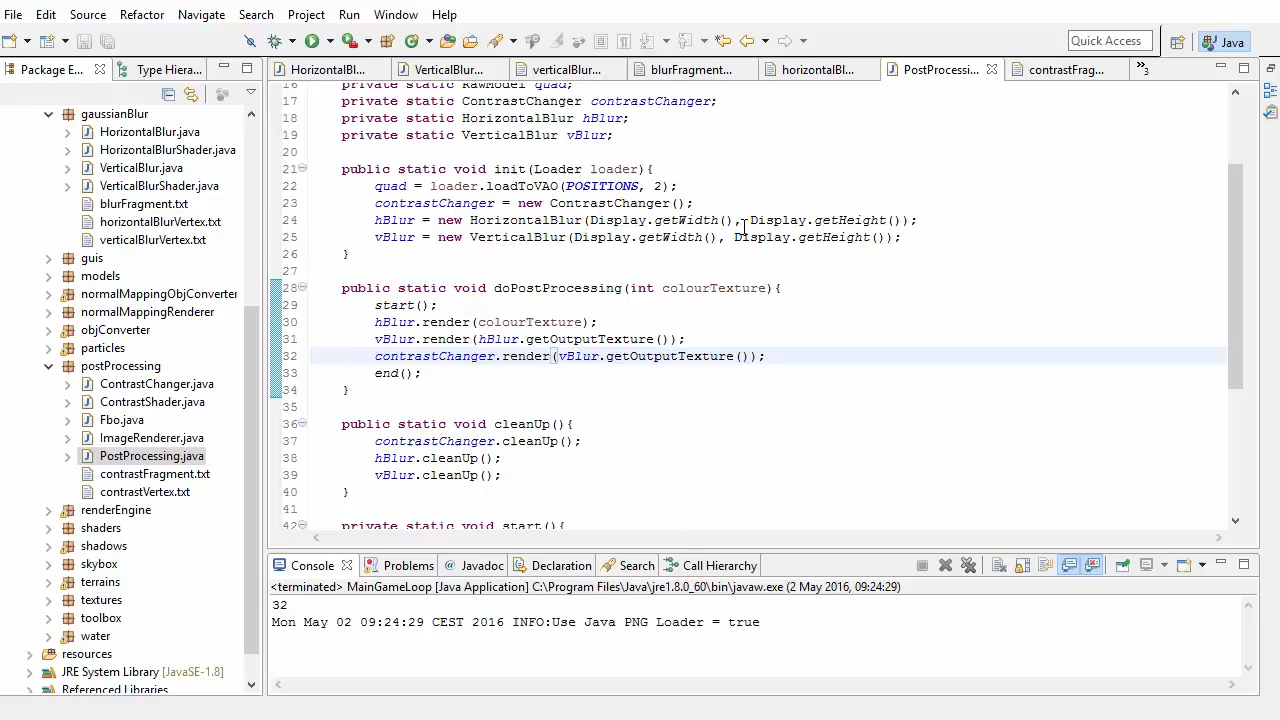 File Edit Source Refactor Navigate Search Project Run Window Help
Quick Access
Java
Package E...
Type Hiera...
HorizontalBl...
VerticalBlur...
verticalBlur...
blurFragment...
horizontalBl...
PostProcessi...
contrastFrag...
»3
gaussianBlur
HorizontalBlur.java
HorizontalBlurShader.java
VerticalBlur.java
VerticalBlurShader.java
blurFragment.txt
horizontalBlurVertex.txt
verticalBlurVertex.txt
guis
models
normalMappingObjConverter
normalMappingRenderer
objConverter
particles
postProcessing
ContrastChanger.java
ContrastShader.java
Fbo.java
ImageRenderer.java
PostProcessing.java
contrastFragment.txt
contrastVertex.txt
renderEngine
shaders
shadows
skybox
terrains
textures
toolbox
water
resources
JRE System Library [JavaSE-1.8]
Referenced Libraries
16 private static RawModel quad;
17 private static ContrastChanger contrastChanger;
18 private static HorizontalBlur hBlur;
19 private static VerticalBlur vBlur;
20
21 public static void init(Loader loader){
22 quad = loader.loadToVAO(POSITIONS, 2);
23 contrastChanger = new ContrastChanger();
24 hBlur = new HorizontalBlur(Display.getWidth(), Display.getHeight());
25 vBlur = new VerticalBlur(Display.getWidth(), Display.getHeight());
26 }
27
28 public static void doPostProcessing(int colourTexture){
29 start();
30 hBlur.render(colourTexture);
31 vBlur.render(hBlur.getOutputTexture());
32 contrastChanger.render(vBlur.getOutputTexture());
33 end();
34 }
35
36 public static void cleanUp(){
37 contrastChanger.cleanUp();
38 hBlur.cleanUp();
39 vBlur.cleanUp();
40 }
41
42 private static void start(){
Console Problems @ Javadoc Declaration Search Call Hierarchy
<terminated> MainGameLoop [Java Application] C:\Program Files\Java\jre1.8.0_60\bin\javaw.exe (2 May 2016, 09:24:29)
32
Mon May 02 09:24:29 CEST 2016 INFO:Use Java PNG Loader = true